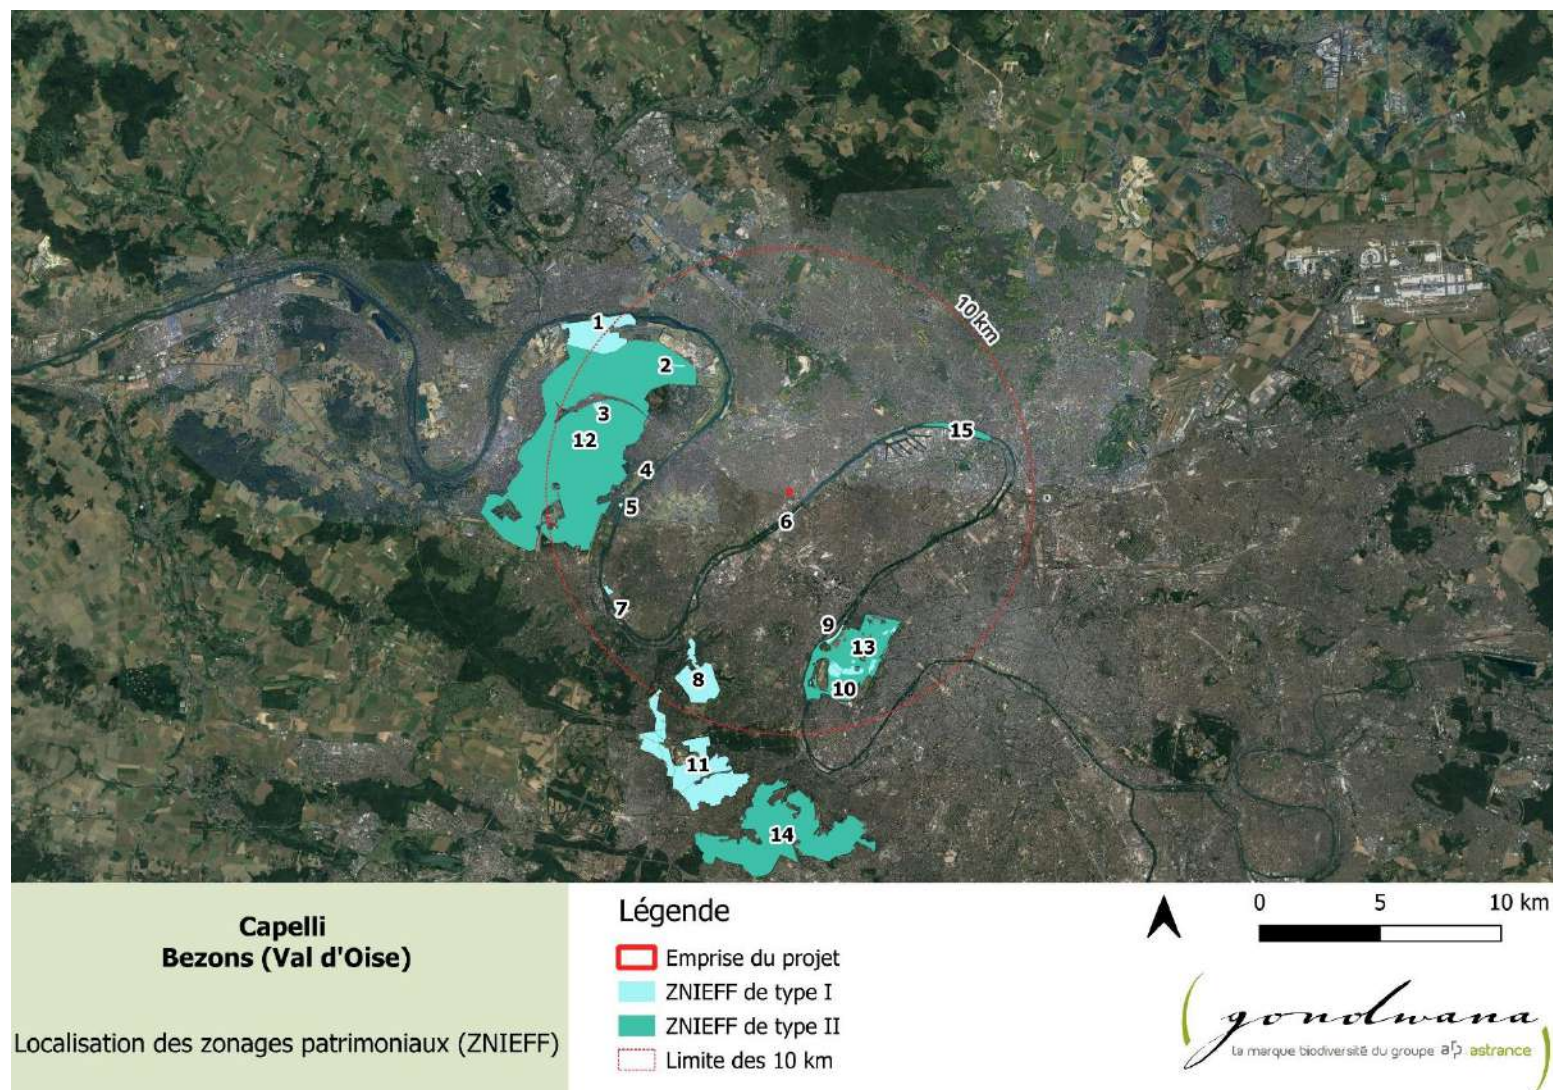 10 km
1
2
3
12
4
5
6
15
7
8
9
13
10
11
14
Capelli
Bezons (Val d'Oise)
Localisation des zonages patrimoniaux (ZNIEFF)
Légende
Emprise du projet
ZNIEFF de type I
ZNIEFF de type II
Limite des 10 km
0 5 10 km
gondwana
la marque biodiversité du groupe arp astrance